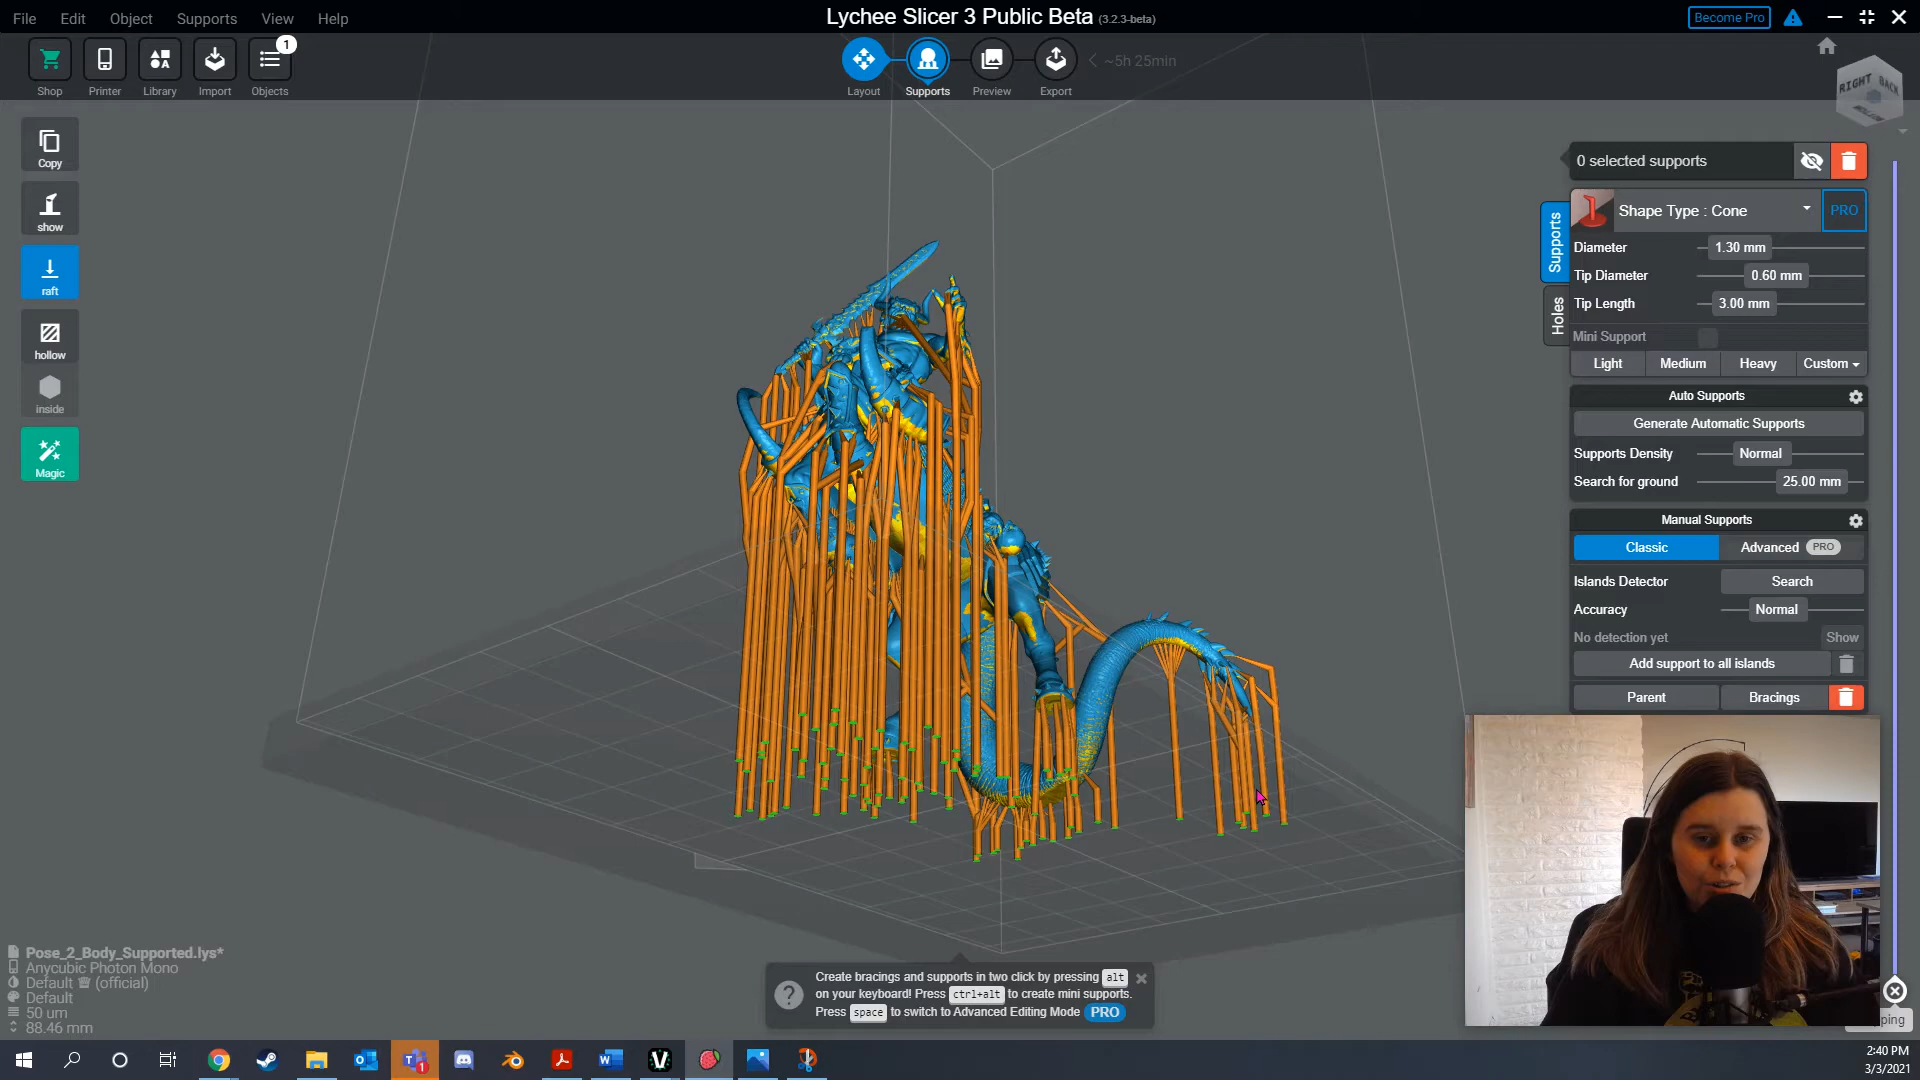 File Edit Object Supports View Help
Lychee Slicer 3 Public Beta (3.2.3-beta)
Become Pro
Shop Printer Library Import Objects
1
Layout Supports Preview Export
~5h 25min
RIGHT BACK
Copy
show
raft
hollow
inside
Magic
0 selected supports
Supports
Holes
Shape Type : Cone
PRO
Diameter 1.30 mm
Tip Diameter 0.60 mm
Tip Length 3.00 mm
Mini Support
Light Medium Heavy Custom
Auto Supports
Generate Automatic Supports
Supports Density Normal
Search for ground 25.00 mm
Manual Supports
Classic Advanced PRO
Islands Detector Search
Accuracy Normal
No detection yet Show
Add support to all islands
Parent Bracings
Pose_2_Body_Supported.lys*
Anycubic Photon Mono
Default (official)
Default
50 um
88.46 mm
Create bracings and supports in two click by pressing alt
on your keyboard! Press ctrl+alt to create mini supports.
Press space to switch to Advanced Editing Mode PRO
2:40 PM
3/3/2021